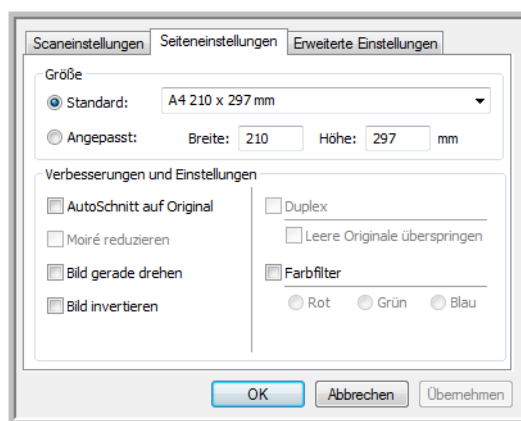 Scaneinstellungen Seiteneinstellungen Erweiterte Einstellungen
Größe
Standard: A4 210 x 297 mm
Angepasst: Breite: 210 Höhe: 297 mm
Verbesserungen und Einstellungen
AutoSchnitt auf Original Duplex
Moiré reduzieren Leere Originale überspringen
Bild gerade drehen Farbfilter
Bild invertieren Rot Grün Blau
OK Abbrechen Übernehmen